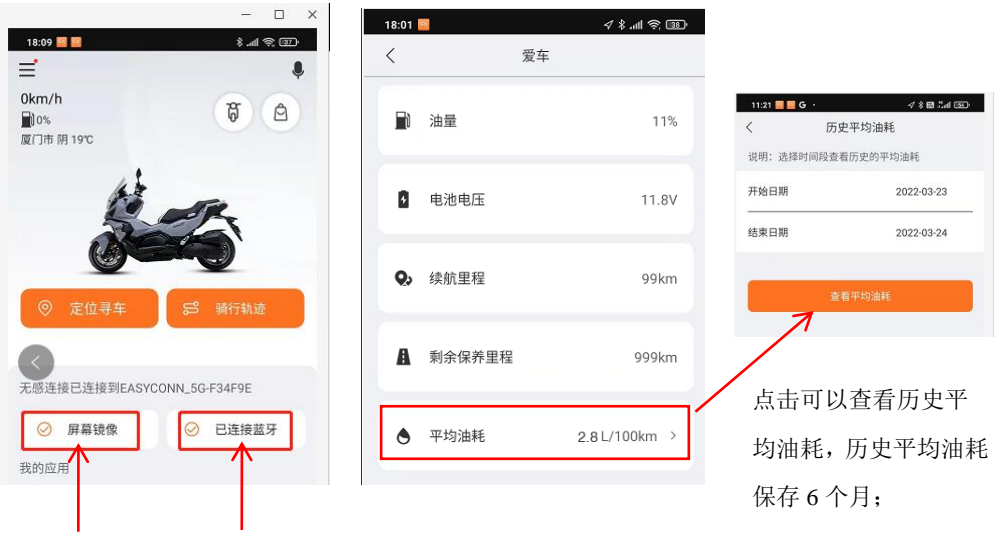 18:09
37
0km/h
0%
厦门市 阴 19℃
定位寻车
骑行轨迹
无感连接已连接到EASYCONN_5G-F34F9E
屏幕镜像
已连接蓝牙
我的应用
18:01
38
爱车
油量 11%
电池电压 11.8V
续航里程 99km
剩余保养里程 999km
平均油耗 2.8 L/100km
11:21 G ·
历史平均油耗
说明：选择时间段查看历史的平均油耗
开始日期 2022-03-23
结束日期 2022-03-24
查看平均油耗
点击可以查看历史平
均油耗，历史平均油耗
保存 6 个月；